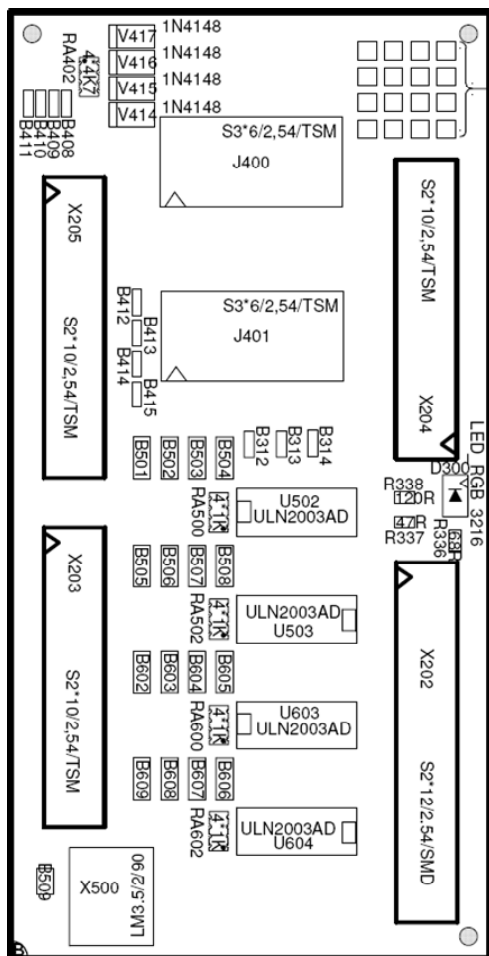 1N4148
V417
RA402
4*4K7
1N4148
V416
1N4148
V415
1N4148
V414
B411
B410
B409
B408
S3*6/2,54/TSM
J400
X205
S2*10/2,54/TSM
S2*10/2,54/TSM
X204
B412
B413
B414
B415
S3*6/2,54/TSM
J401
B312
B313
B314
B501
B502
B503
B504
LED RGB 3216
D300
R338
120R
47R
R337
R336
68R
RA500
4*1K
U502
ULN2003AD
B505
B506
B507
B508
X203
S2*10/2,54/TSM
RA502
4*1K
ULN2003AD
U503
B602
B603
B604
B605
X202
S2*12/2.54/SMD
RA600
4*1K
U603
ULN2003AD
B609
B608
B607
B606
RA602
4*1K
ULN2003AD
U604
B509
X500
LM3.5/2/90